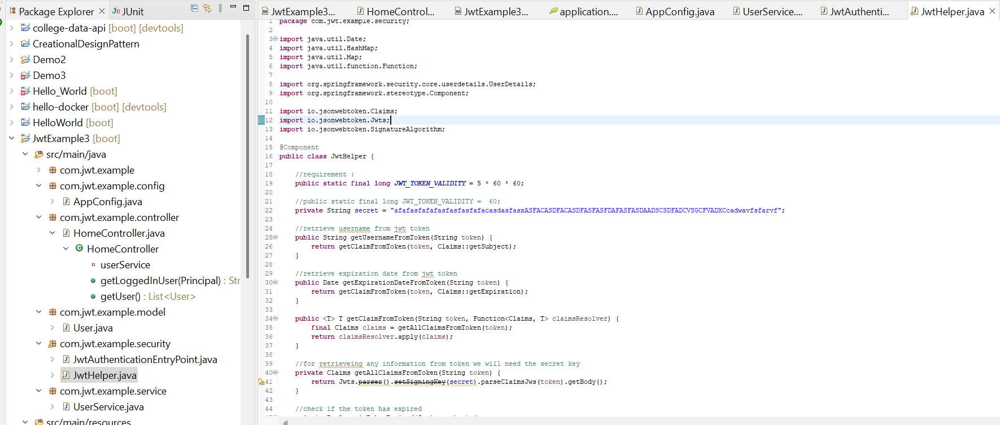 Package Explorer
JUnit
college-data-api [boot] [devtools]
CreationalDesignPattern
Demo2
Demo3
Hello_World [boot]
hello-docker [boot] [devtools]
HelloWorld [boot]
JwtExample3 [boot]
src/main/java
com.jwt.example
com.jwt.example.config
AppConfig.java
com.jwt.example.controller
HomeController.java
HomeController
userService
getLoggedInUser(Principal) : Str
getUser() : List<User>
com.jwt.example.model
User.java
com.jwt.example.security
JwtAuthenticationEntryPoint.java
JwtHelper.java
com.jwt.example.service
UserService.java
src/main/resources
JwtExample3...
HomeControl...
JwtExample3...
application....
AppConfig.java
UserService....
JwtAuthenti...
JwtHelper.java
1 package com.jwt.example.security;
2
3 import java.util.Date;
4 import java.util.HashMap;
5 import java.util.Map;
6 import java.util.function.Function;
7
8 import org.springframework.security.core.userdetails.UserDetails;
9 import org.springframework.stereotype.Component;
10
11 import io.jsonwebtoken.Claims;
12 import io.jsonwebtoken.Jwts;
13 import io.jsonwebtoken.SignatureAlgorithm;
14
15 @Component
16 public class JwtHelper {
17
18 //requirement :
19 public static final long JWT_TOKEN_VALIDITY = 5 * 60 * 60;
20
21 //public static final long JWT_TOKEN_VALIDITY =  60;
22 private String secret = "afafasfafafasfasfasfafacasdasfasxASFACASDFACASDFASFASFDAFASFASDAADSCSDFADCVSGCFVADXCcadwavfsfarvf";
23
24 //retrieve username from jwt token
25 public String getUsernameFromToken(String token) {
26 return getClaimFromToken(token, Claims::getSubject);
27 }
28
29 //retrieve expiration date from jwt token
30 public Date getExpirationDateFromToken(String token) {
31 return getClaimFromToken(token, Claims::getExpiration);
32 }
33
34 public <T> T getClaimFromToken(String token, Function<Claims, T> claimsResolver) {
35 final Claims claims = getAllClaimsFromToken(token);
36 return claimsResolver.apply(claims);
37 }
38
39 //for retrieveing any information from token we will need the secret key
40 private Claims getAllClaimsFromToken(String token) {
41 return Jwts.parser().setSigningKey(secret).parseClaimsJws(token).getBody();
42 }
43
44 //check if the token has expired